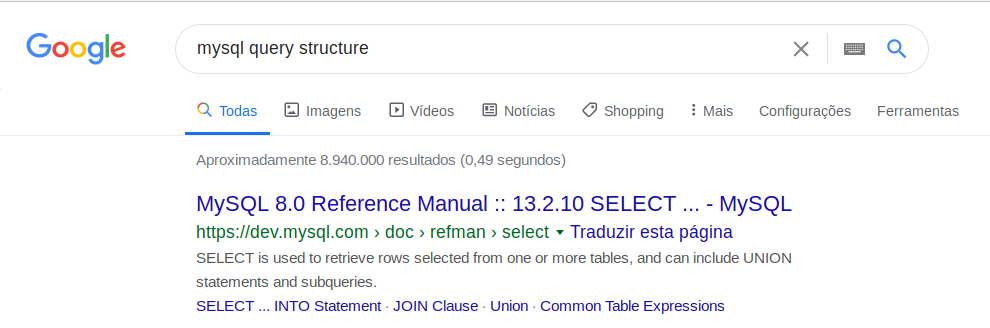 Google
mysql query structure
Todas Imagens Vídeos Notícias Shopping Mais Configurações Ferramentas
Aproximadamente 8.940.000 resultados (0,49 segundos)
MySQL 8.0 Reference Manual :: 13.2.10 SELECT ... - MySQL
https://dev.mysql.com › doc › refman › select ▾ Traduzir esta página
SELECT is used to retrieve rows selected from one or more tables, and can include UNION
statements and subqueries.
SELECT ... INTO Statement · JOIN Clause · Union · Common Table Expressions